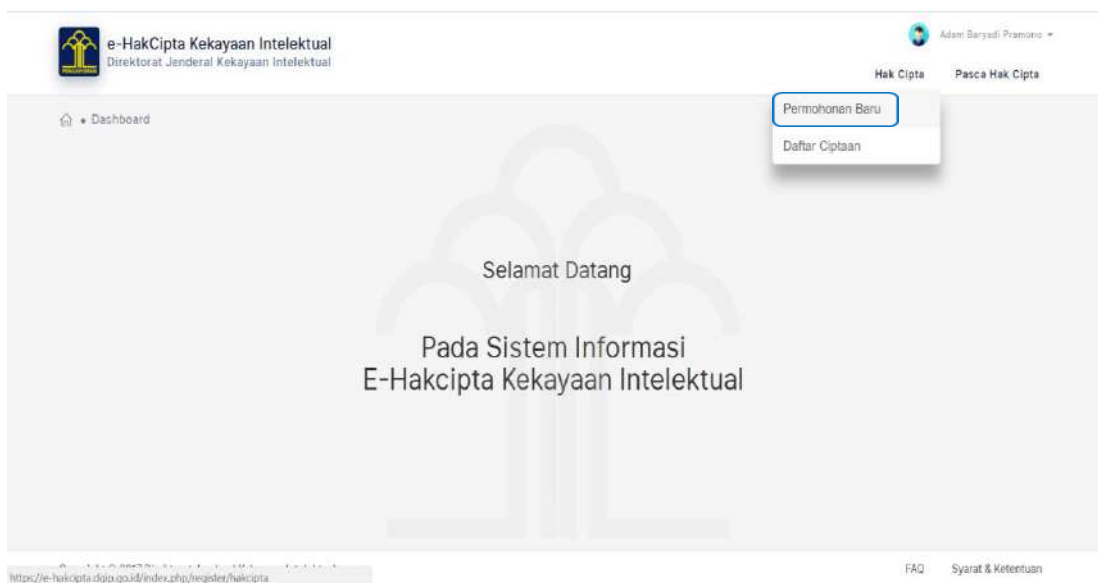 e-HakCipta Kekayaan Intelektual
Direktorat Jenderal Kekayaan Intelektual
Adam Baryadi Pramono
Hak Cipta
Pasca Hak Cipta
Permohonan Baru
Daftar Ciptaan
Dashboard
Selamat Datang
Pada Sistem Informasi
E-Hakcipta Kekayaan Intelektual
https://e-hakcipta.dgip.go.id/index.php/register/hakcipta
FAQ
Syarat & Ketentuan